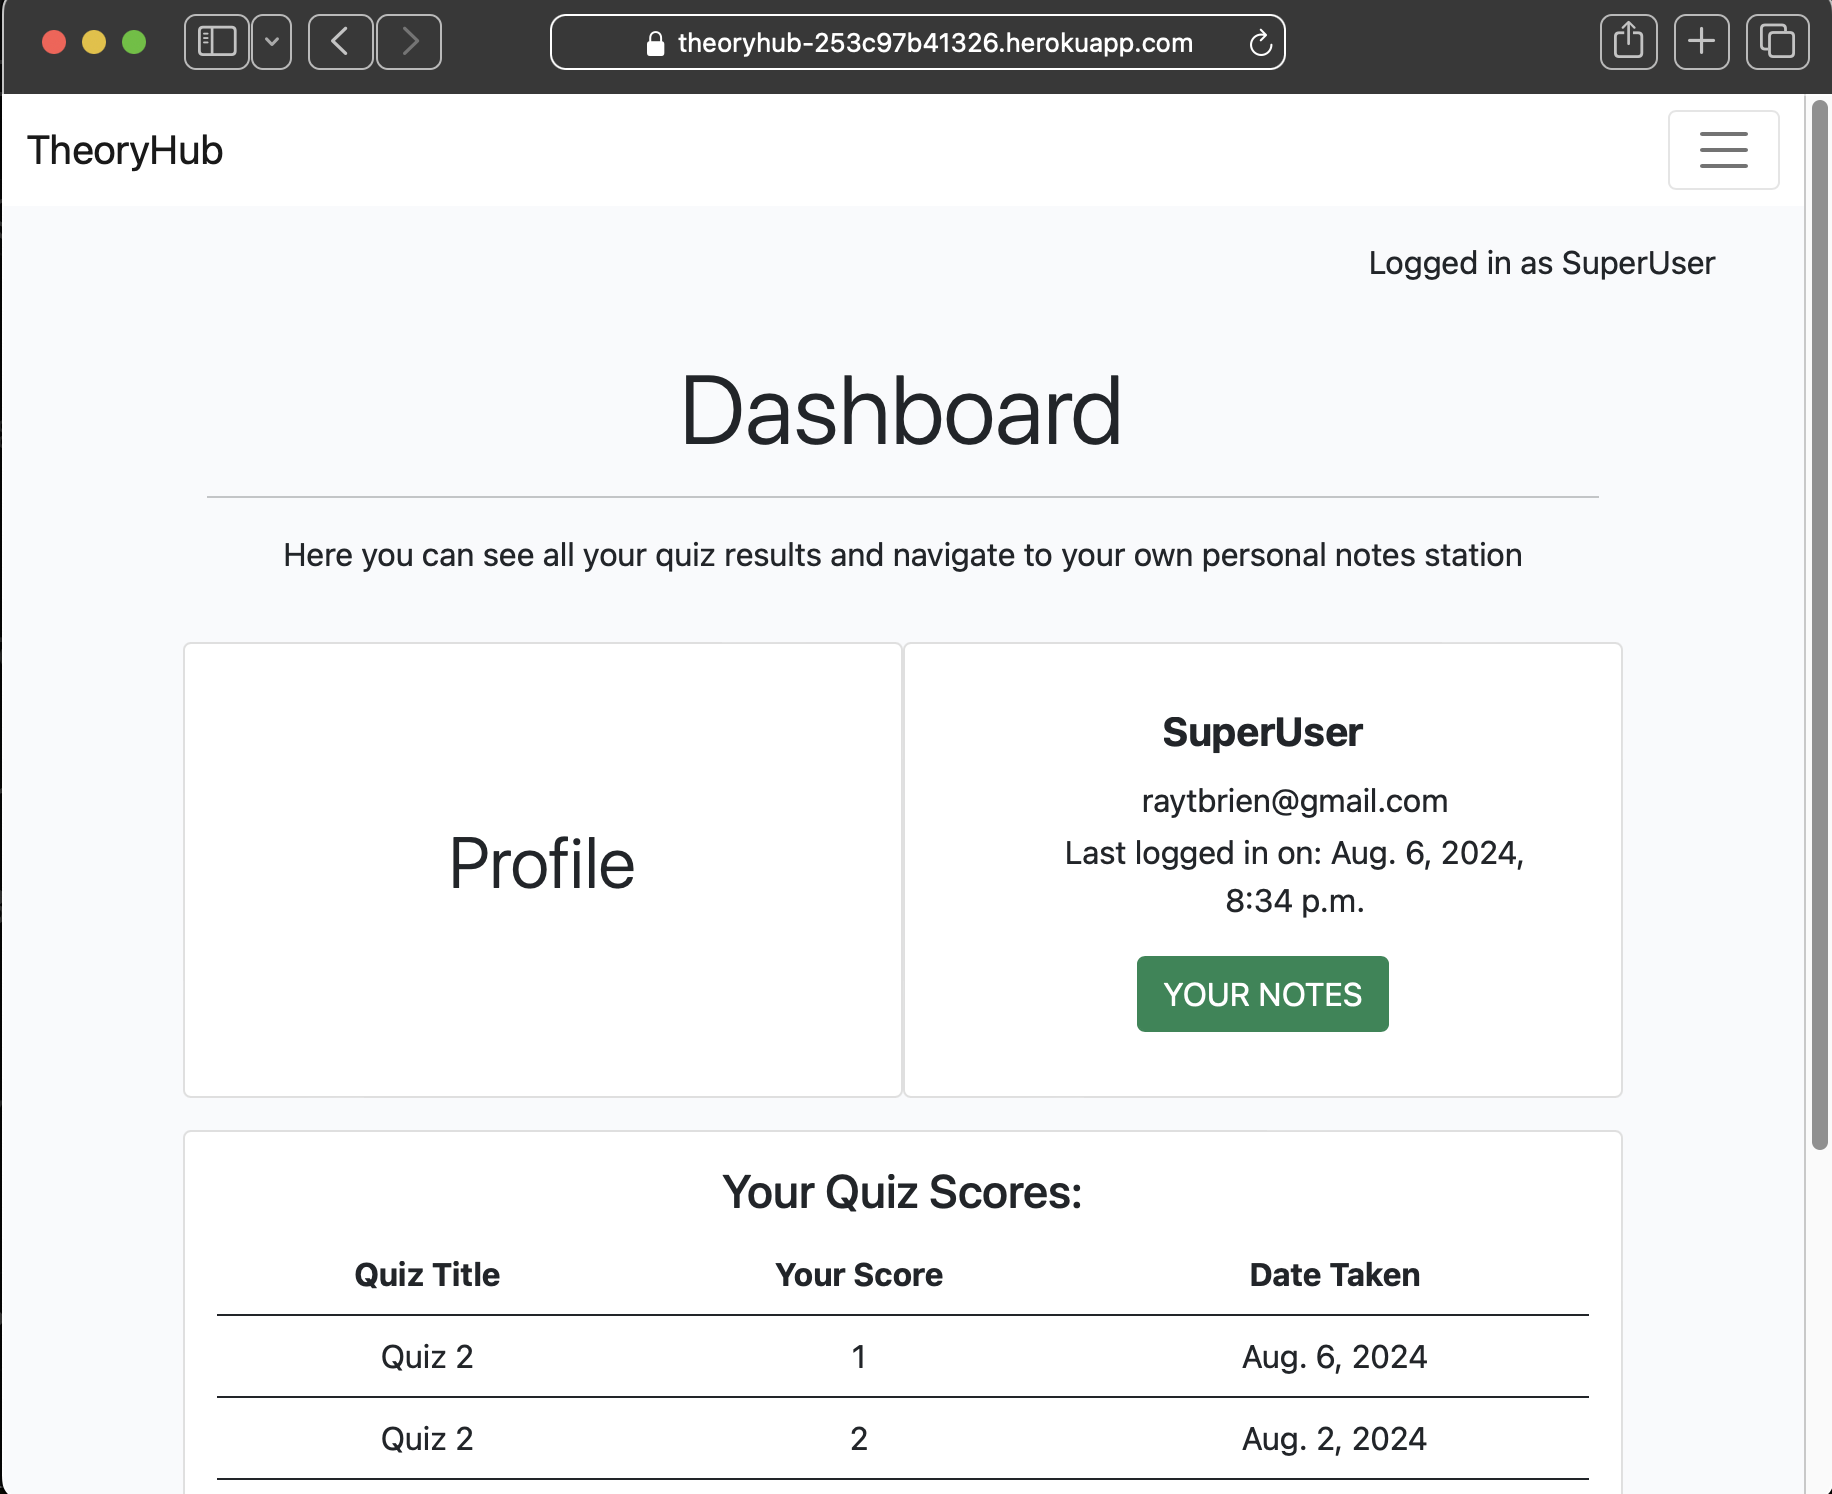 theoryhub-253c97b41326.herokuapp.com
TheoryHub
Logged in as SuperUser
Dashboard
Here you can see all your quiz results and navigate to your own personal notes station
Profile
SuperUser
raytbrien@gmail.com
Last logged in on: Aug. 6, 2024,
8:34 p.m.
YOUR NOTES
Your Quiz Scores:
Quiz Title Your Score Date Taken
Quiz 2 1 Aug. 6, 2024
Quiz 2 2 Aug. 2, 2024